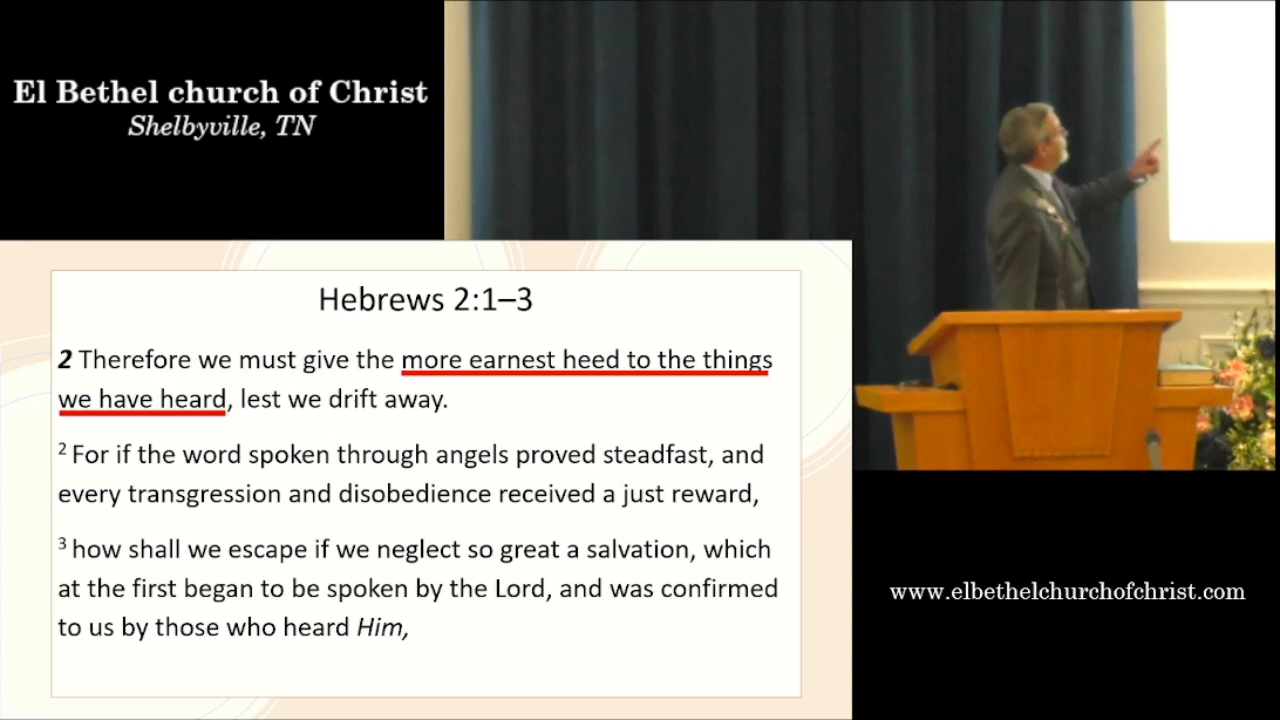 El Bethel church of Christ
Shelbyville, TN
Hebrews 2:1–3
2 Therefore we must give the more earnest heed to the things
we have heard, lest we drift away.
2 For if the word spoken through angels proved steadfast, and
every transgression and disobedience received a just reward,
3 how shall we escape if we neglect so great a salvation, which
at the first began to be spoken by the Lord, and was confirmed
to us by those who heard Him,
www.elbethelchurchofchrist.com